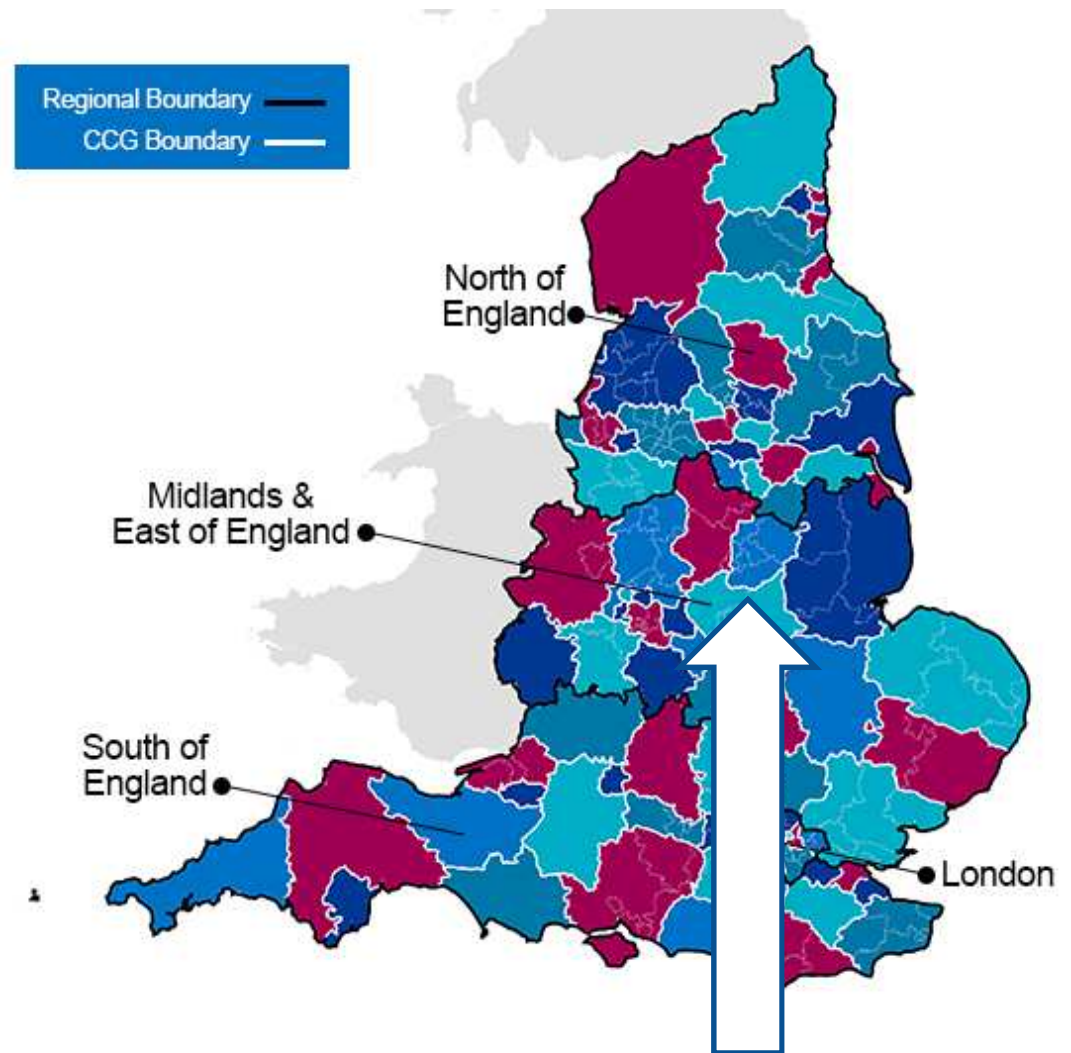 Regional Boundary
CCG Boundary
North of
England
Midlands &
East of England
South of
England
London